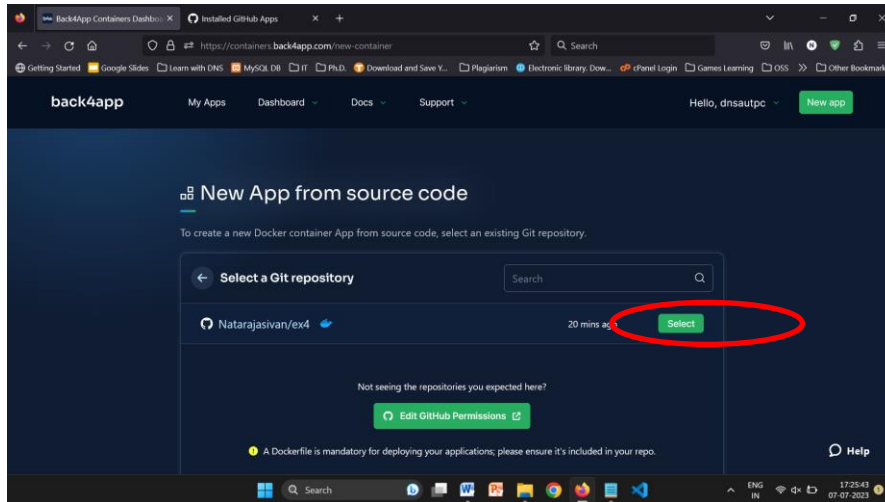 Back4App Containers Dashbo
Installed GitHub Apps
https://containers.back4app.com/new-container
Search
Getting Started
Google Slides
Learn with DNS
MySQL DB
IT
Ph.D.
Download and Save Y...
Plagiarism
Electronic library. Dow...
cPanel Login
Games Learning
OSS
Other Bookmark
back4app
My Apps
Dashboard
Docs
Support
Hello, dnsautpc
New app
New App from source code
To create a new Docker container App from source code, select an existing Git repository.
Select a Git repository
Search
Natarajasivan/ex4
20 mins ago
Select
Not seeing the repositories you expected here?
Edit GitHub Permissions
A Dockerfile is mandatory for deploying your applications; please ensure it's included in your repo.
Help
Search
ENG
IN
17:25:43
07-07-2023